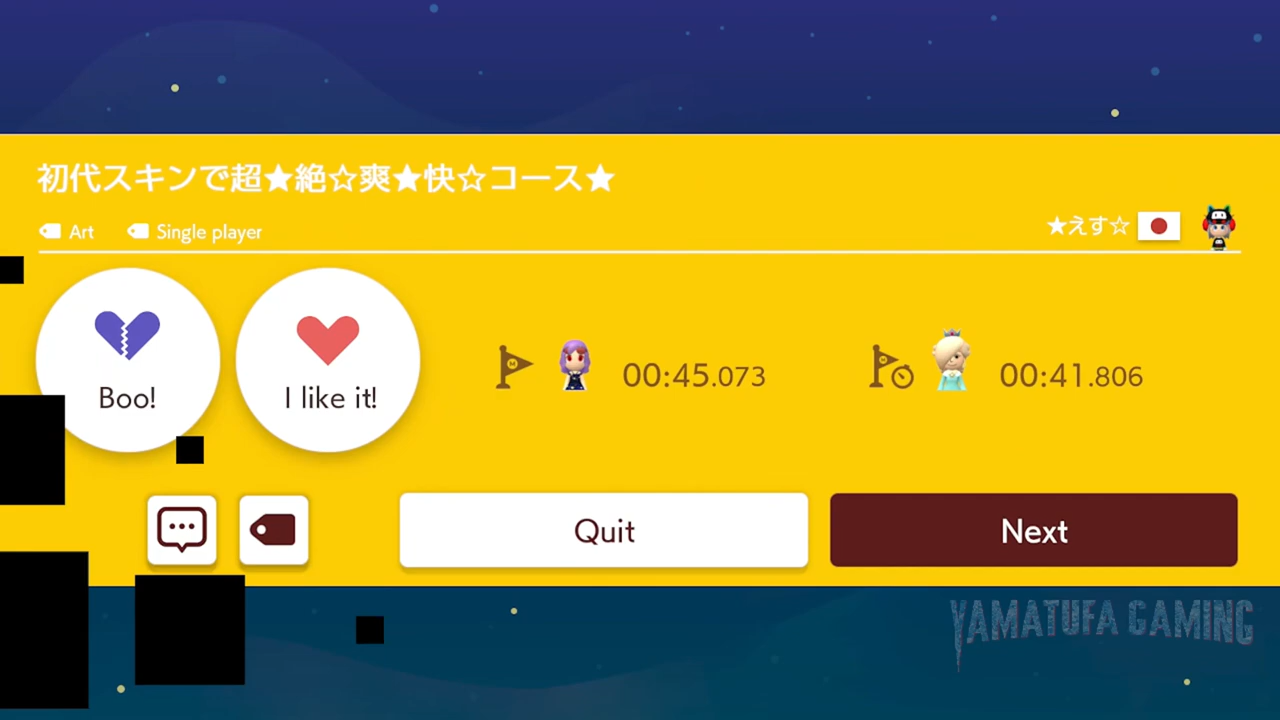 初代スキンで超★絶☆爽★快☆コース★
Art Single player
★えす☆
Boo!
I like it!
00:45.073
00:41.806
Quit
Next
YAMATUFA GAMING